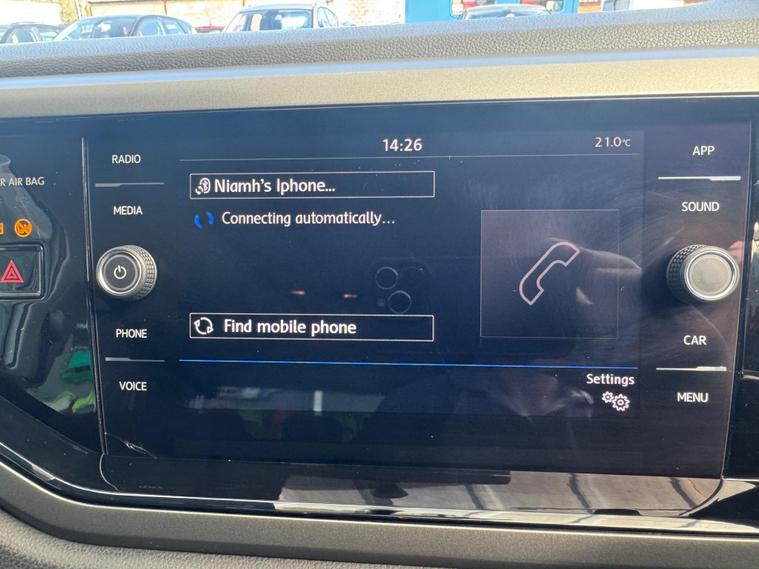 14:26
21.0°C
RADIO
MEDIA
PHONE
VOICE
R AIR BAG
Niamh's Iphone...
Connecting automatically...
Find mobile phone
Settings
APP
SOUND
CAR
MENU